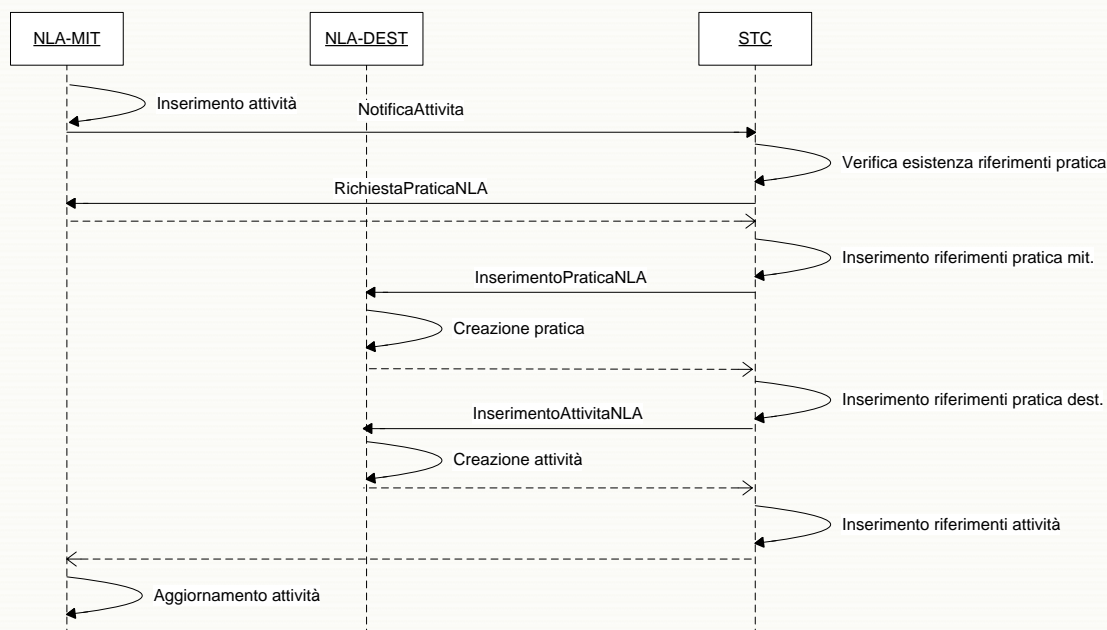 NLA-MIT
NLA-DEST
STC
Inserimento attività
NotificaAttivita
Verifica esistenza riferimenti pratica
RichiestaPraticaNLA
Inserimento riferimenti pratica mit.
InserimentoPraticaNLA
Creazione pratica
Inserimento riferimenti pratica dest.
InserimentoAttivitaNLA
Creazione attività
Inserimento riferimenti attività
Aggiornamento attività